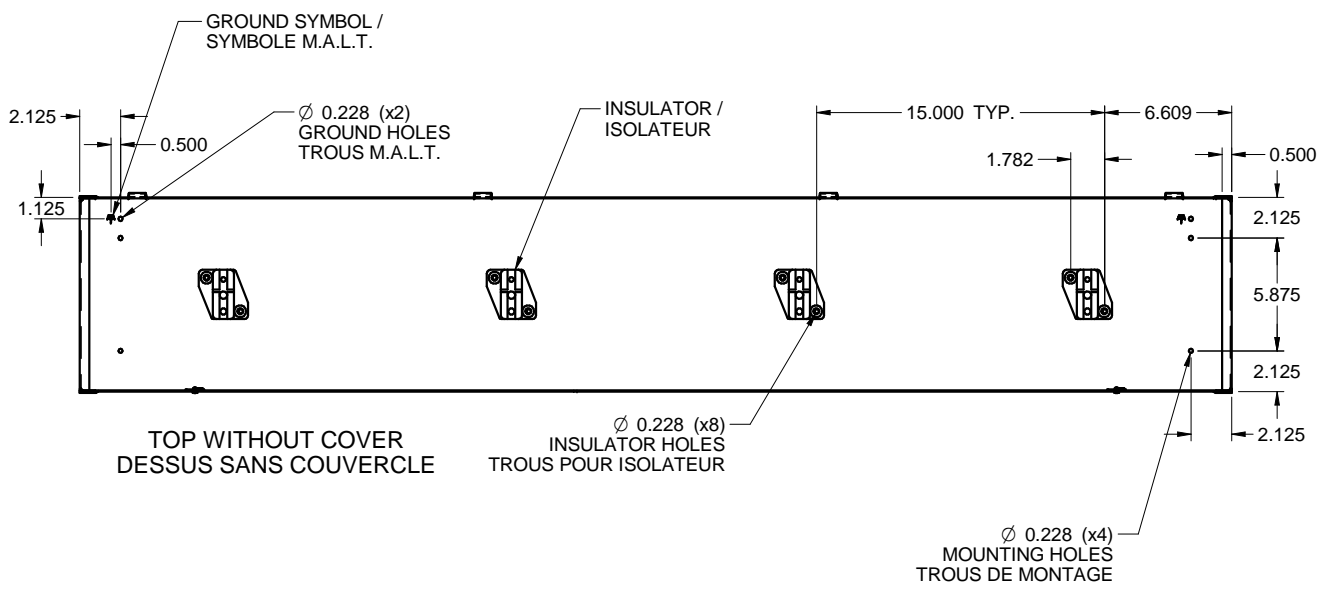 GROUND SYMBOL /
SYMBOLE M.A.L.T.
2.125
Ø 0.228 (x2)
GROUND HOLES
TROUS M.A.L.T.
0.500
INSULATOR /
ISOLATEUR
15.000 TYP.
6.609
1.782
0.500
1.125
2.125
5.875
2.125
2.125
TOP WITHOUT COVER
DESSUS SANS COUVERCLE
Ø 0.228 (x8)
INSULATOR HOLES
TROUS POUR ISOLATEUR
Ø 0.228 (x4)
MOUNTING HOLES
TROUS DE MONTAGE